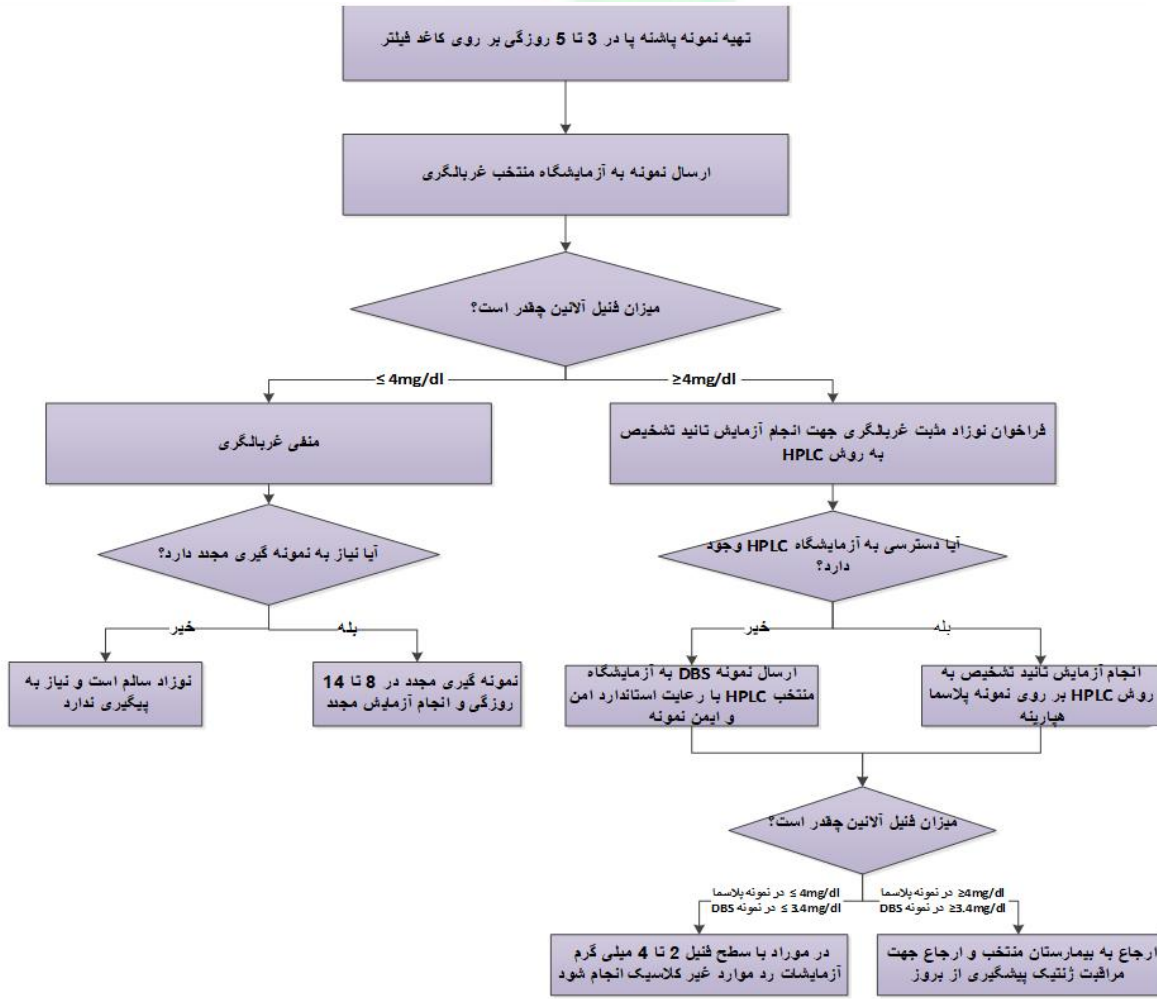 تهیه نمونه پاشنه پا در 3 تا 5 روزگی بر روی کاغذ فیلتر
ارسال نمونه به آزمایشگاه منتخب غربالگری
میزان فنیل آلانین چقدر است؟
≤ 4mg/dl
≥4mg/dl
منفی غربالگری
فراخوان نوزاد مثبت غربالگری جهت انجام آزمایش تائید تشخیص
به روش HPLC
آیا نیاز به نمونه گیری مجدد دارد؟
آیا دسترسی به آزمایشگاه HPLC وجود
دارد؟
خیر
بله
خیر
بله
نوزاد سالم است و نیاز به
پیگیری ندارد
نمونه گیری مجدد در 8 تا 14
روزگی و انجام آزمایش مجدد
ارسال نمونه DBS به آزمایشگاه
منتخب HPLC با رعایت استاندارد امن
و ایمن نمونه
انجام آزمایش تائید تشخیص به
روش HPLC بر روی نمونه پلاسما
هپارینه
میزان فنیل آلانین چقدر است؟
≤ 4mg/dl در نمونه پلاسما
≤ 3.4mg/dl در نمونه DBS
≥4mg/dl در نمونه پلاسما
≥3.4mg/dl در نمونه DBS
در موراد با سطح فنیل 2 تا 4 میلی گرم
آزمایشات رد موارد غیر کلاسیک انجام شود
ارجاع به بیمارستان منتخب و ارجاع جهت
مراقبت ژنتیک پیشگیری از بروز